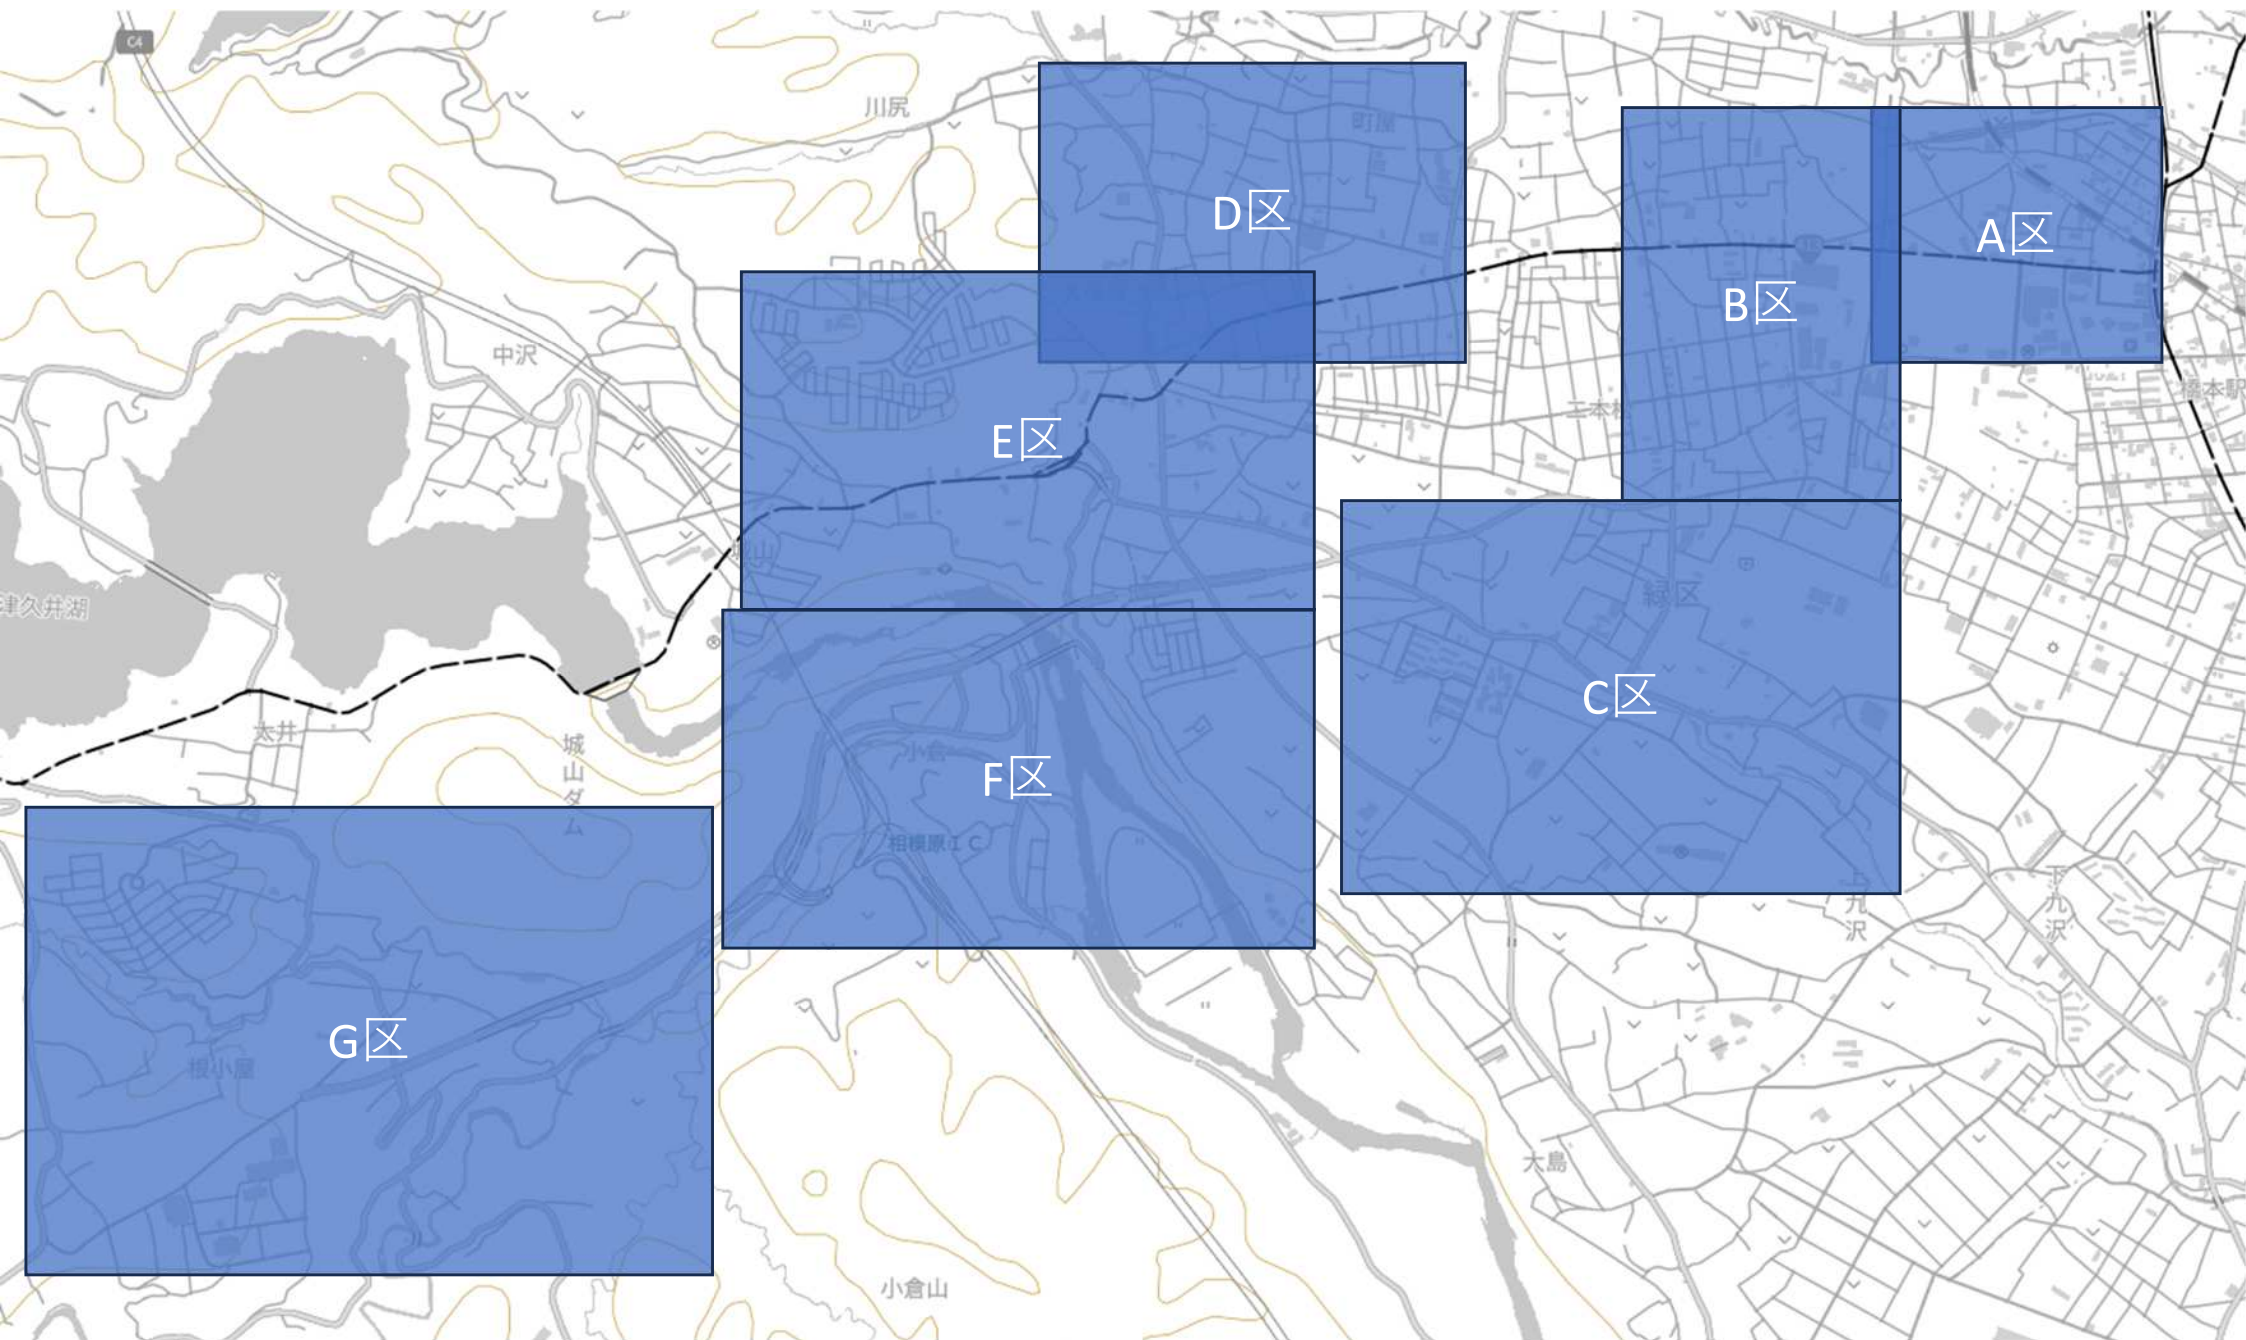 C4
川尻
町屋
D区
A区
B区
中沢
橋本駅
二本松
E区
城山
津久井湖
緑区
C区
太井
城山ダム
小倉
F区
相模原IC
上九沢
下九沢
G区
根小屋
大島
小倉山